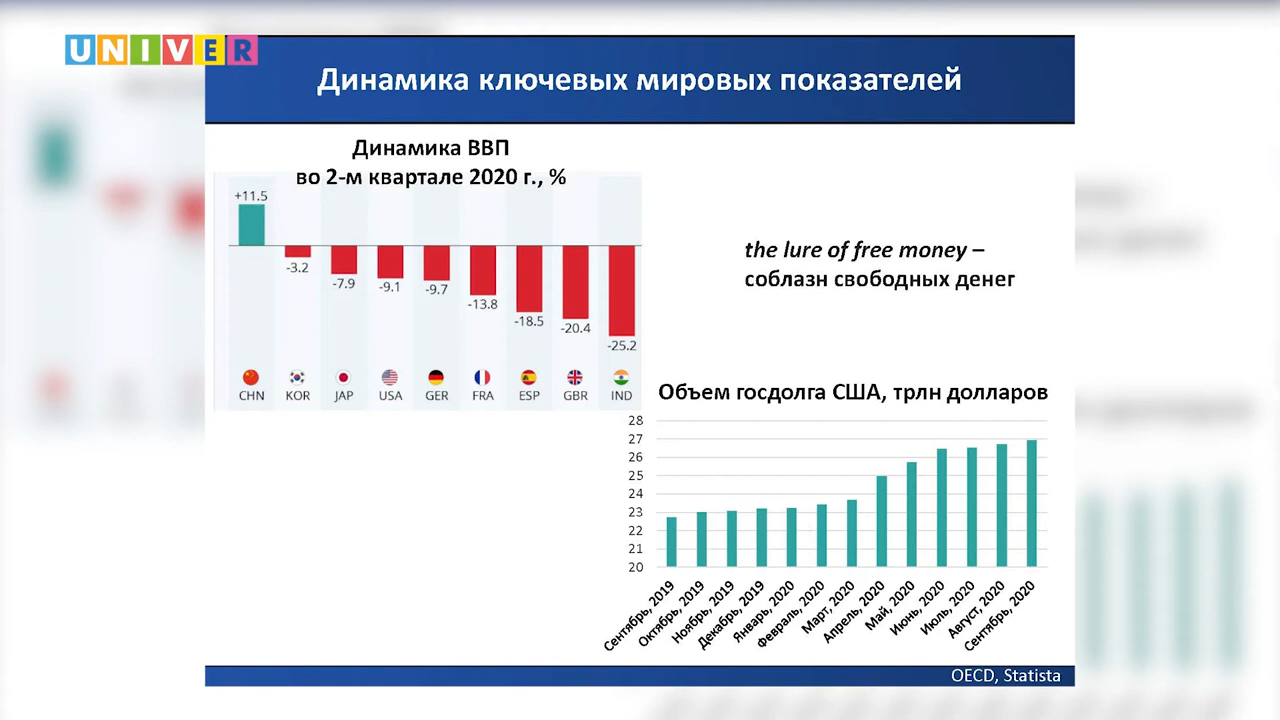 UNIVER
Динамика ключевых мировых показателей
Динамика ВВП
во 2-м квартале 2020 г., %
+11.5
-3.2
-7.9
-9.1
-9.7
-13.8
-18.5
-20.4
-25.2
CHN KOR JAP USA GER FRA ESP GBR IND
the lure of free money –
соблазн свободных денег
Объем госдолга США, трлн долларов
28
27
26
25
24
23
22
21
20
Сентябрь, 2019
Октябрь, 2019
Ноябрь, 2019
Декабрь, 2019
Январь, 2020
Февраль, 2020
Март, 2020
Апрель, 2020
Май, 2020
Июнь, 2020
Июль, 2020
Август, 2020
Сентябрь, 2020
OECD, Statista